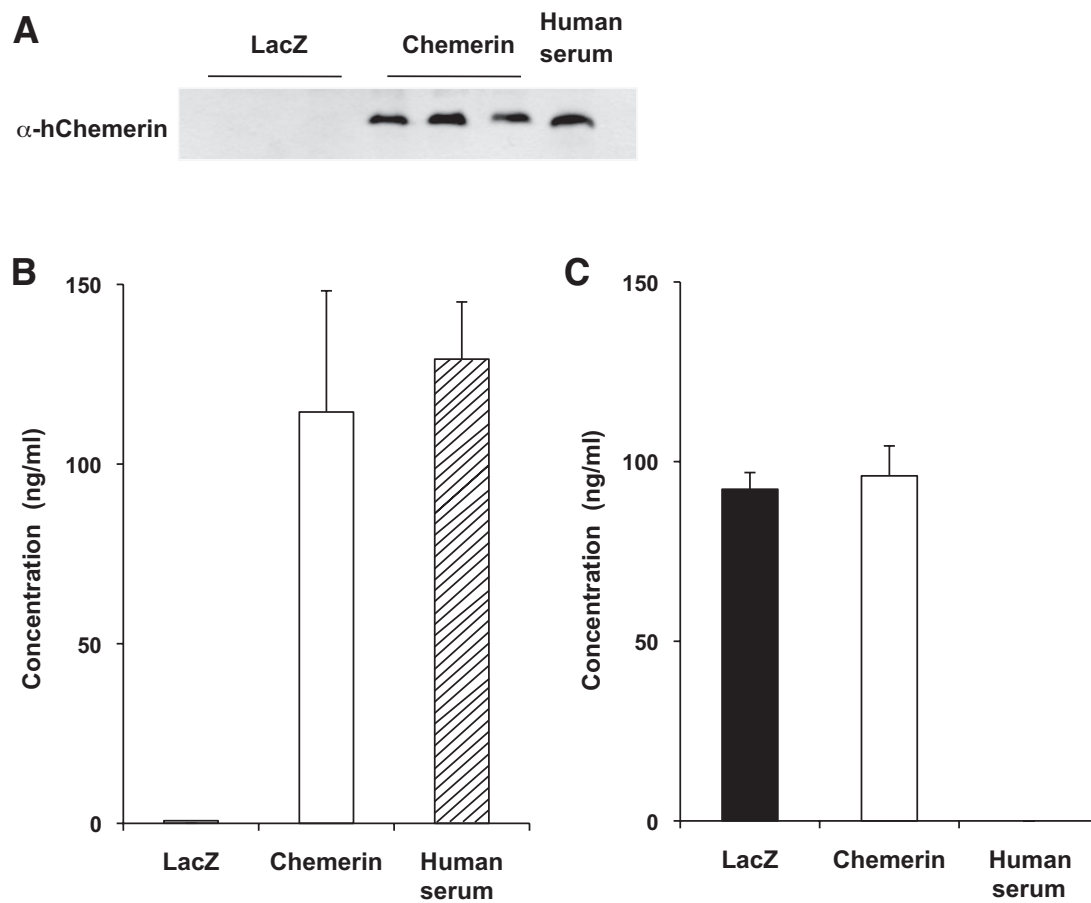 A
LacZ
Chemerin
Human
serum
α-hChemerin
B
150
100
50
0
Concentration (ng/ml)
LacZ
Chemerin
Human
serum
C
150
100
50
0
Concentration (ng/ml)
LacZ
Chemerin
Human
serum